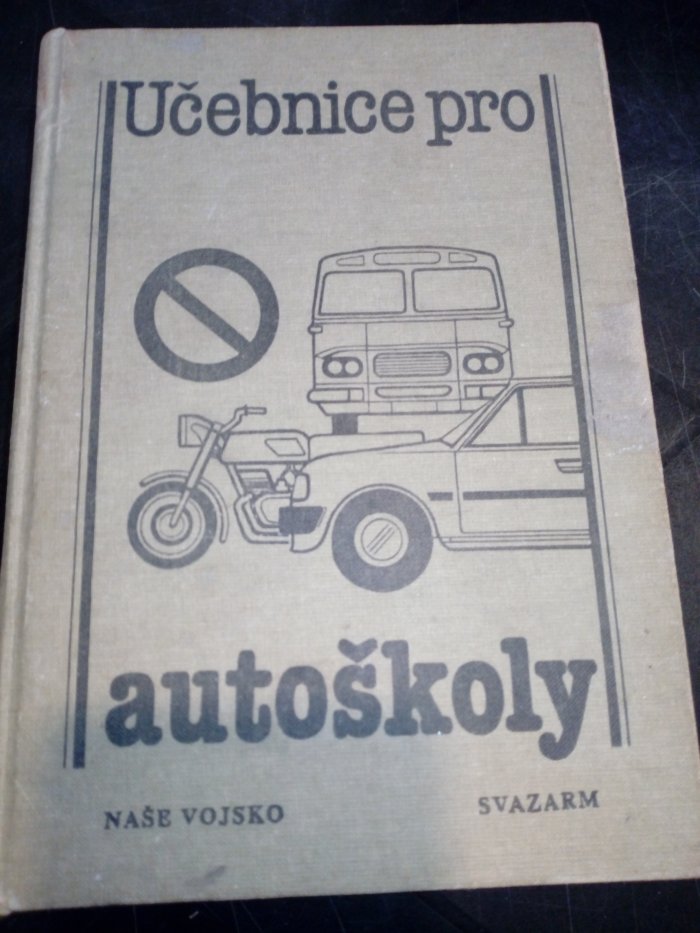 Učebnice pro
autoškoly
NAŠE VOJSKO
SVAZARM